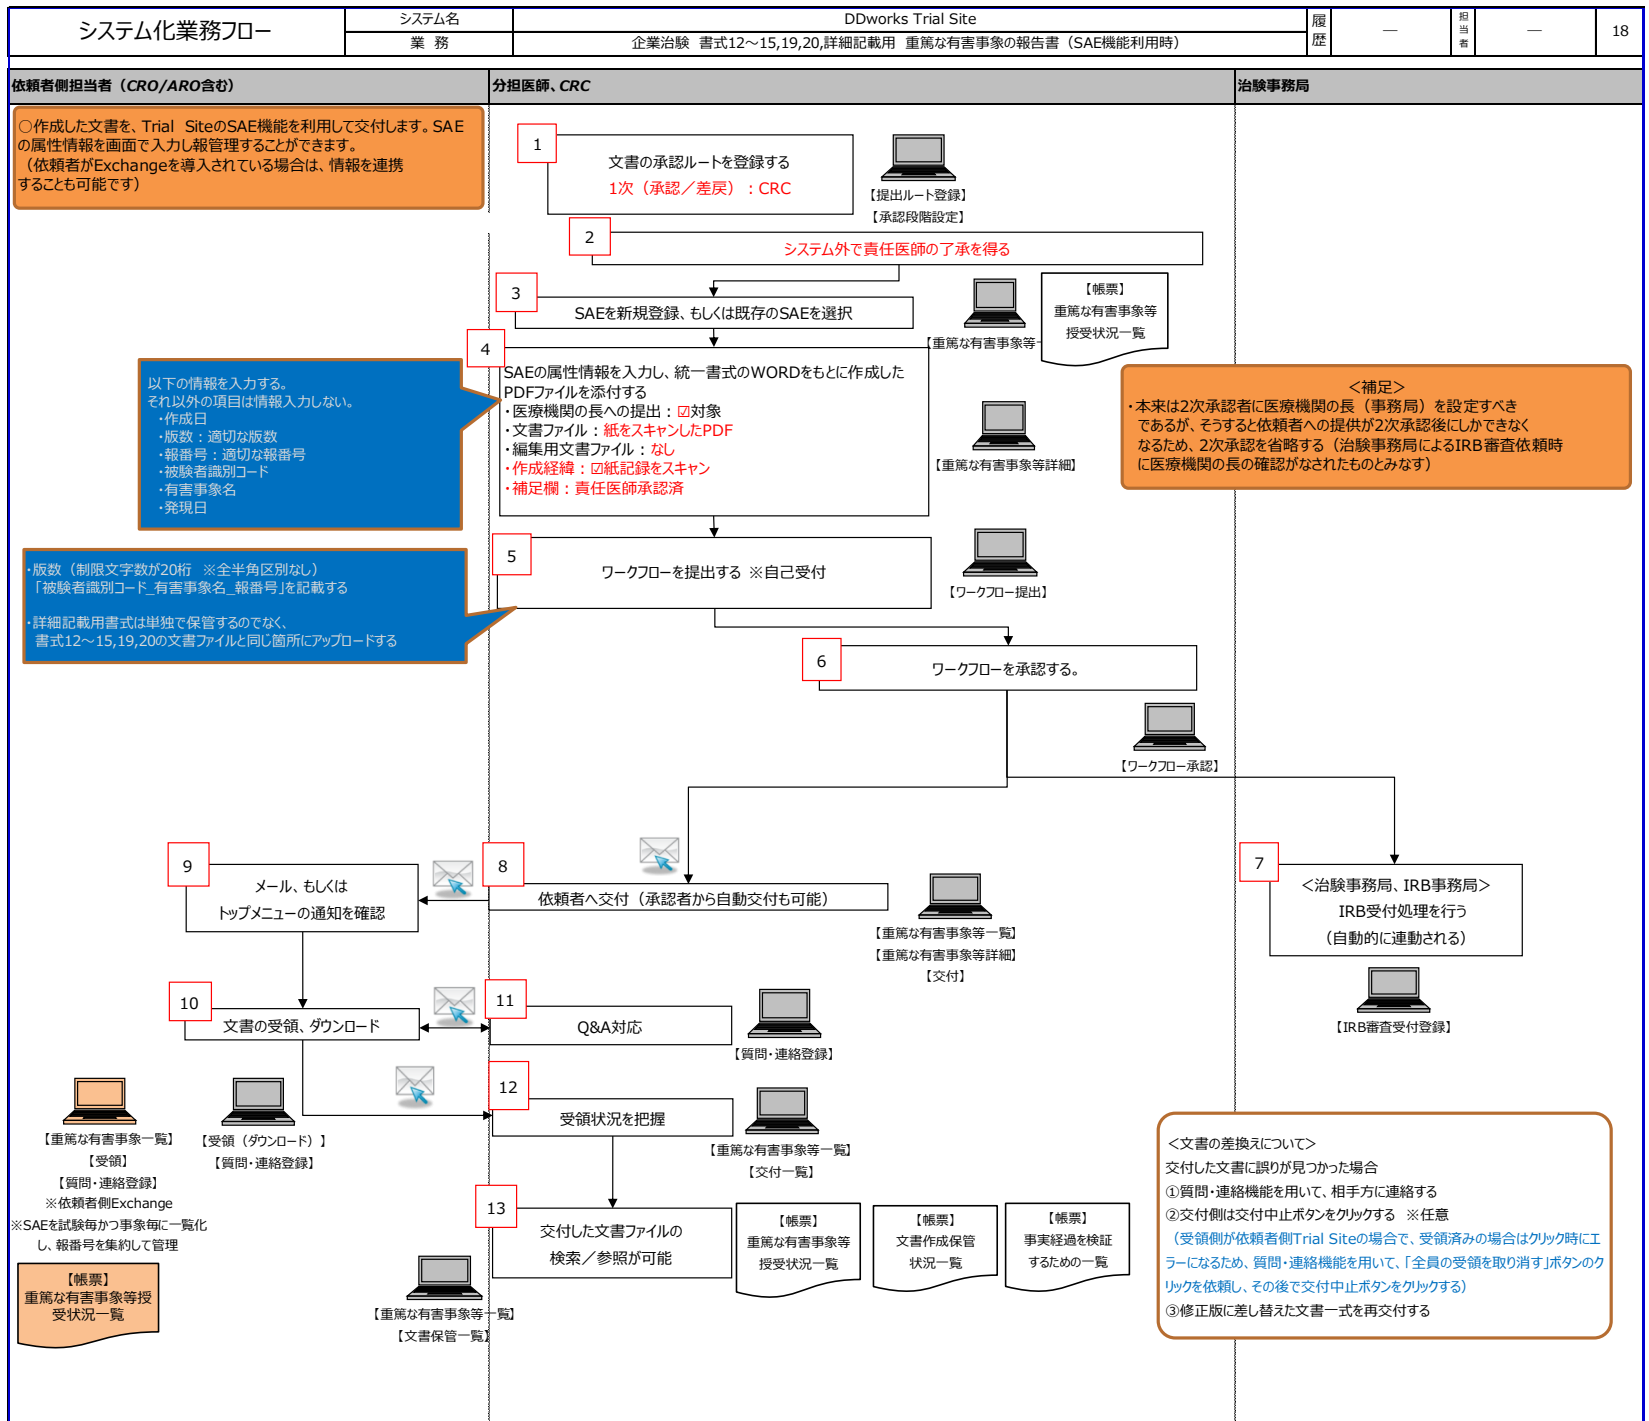 システム化業務フロー
システム名
DDworks Trial Site
履歴
―
担当者
―
18
業 務
企業治験 書式12～15,19,20,詳細記載用 重篤な有害事象の報告書（SAE機能利用時）
依頼者側担当者（CRO/ARO含む）
分担医師、CRC
治験事務局
○作成した文書を、Trial SiteのSAE機能を利用して交付します。SAE
の属性情報を画面で入力し報管理することができます。
（依頼者がExchangeを導入されている場合は、情報を連携
することも可能です）
1
文書の承認ルートを登録する
1次（承認／差戻）：CRC
【提出ルート登録】
【承認段階設定】
2
システム外で責任医師の了承を得る
3
SAEを新規登録、もしくは既存のSAEを選択
【重篤な有害事象等一
【帳票】
重篤な有害事象等
授受状況一覧
4
SAEの属性情報を入力し、統一書式のWORDをもとに作成した
PDFファイルを添付する
・医療機関の長への提出：☑対象
・文書ファイル：紙をスキャンしたPDF
・編集用文書ファイル：なし
・作成経緯：☑紙記録をスキャン
・補足欄：責任医師承認済
【重篤な有害事象等詳細】
以下の情報を入力する。
それ以外の項目は情報入力しない。
・作成日
・版数：適切な版数
・報番号：適切な報番号
・被験者識別コード
・有害事象名
・発現日
＜補足＞
・本来は2次承認者に医療機関の長（事務局）を設定すべき
であるが、そうすると依頼者への提供が2次承認後にしかできなく
なるため、2次承認を省略する（治験事務局によるIRB審査依頼時
に医療機関の長の確認がなされたものとみなす）
5
ワークフローを提出する ※自己受付
【ワークフロー提出】
・版数（制限文字数が20桁 ※全半角区別なし）
「被験者識別コード_有害事象名_報番号」を記載する
・詳細記載用書式は単独で保管するのでなく、
書式12～15,19,20の文書ファイルと同じ箇所にアップロードする
6
ワークフローを承認する。
【ワークフロー承認】
7
＜治験事務局、IRB事務局＞
IRB受付処理を行う
（自動的に連動される）
【IRB審査受付登録】
8
依頼者へ交付（承認者から自動交付も可能）
【重篤な有害事象等一覧】
【重篤な有害事象等詳細】
【交付】
9
メール、もしくは
トップメニューの通知を確認
10
文書の受領、ダウンロード
11
Q&A対応
【質問・連絡登録】
【重篤な有害事象一覧】
【受領】
【質問・連絡登録】
※依頼者側Exchange
※SAEを試験毎かつ事象毎に一覧化
し、報番号を集約して管理
【受領（ダウンロード）】
【質問・連絡登録】
【帳票】
重篤な有害事象等授
受状況一覧
12
受領状況を把握
【重篤な有害事象等一覧】
【交付一覧】
13
交付した文書ファイルの
検索／参照が可能
【重篤な有害事象等一覧】
【文書保管一覧】
【帳票】
重篤な有害事象等
授受状況一覧
【帳票】
文書作成保管
状況一覧
【帳票】
事実経過を検証
するための一覧
＜文書の差換えについて＞
交付した文書に誤りが見つかった場合
①質問・連絡機能を用いて、相手方に連絡する
②交付側は交付中止ボタンをクリックする ※任意
（受領側が依頼者側Trial Siteの場合で、受領済みの場合はクリック時にエ
ラーになるため、質問・連絡機能を用いて、「全員の受領を取り消す」ボタンのク
リックを依頼し、その後で交付中止ボタンをクリックする）
③修正版に差し替えた文書一式を再交付する